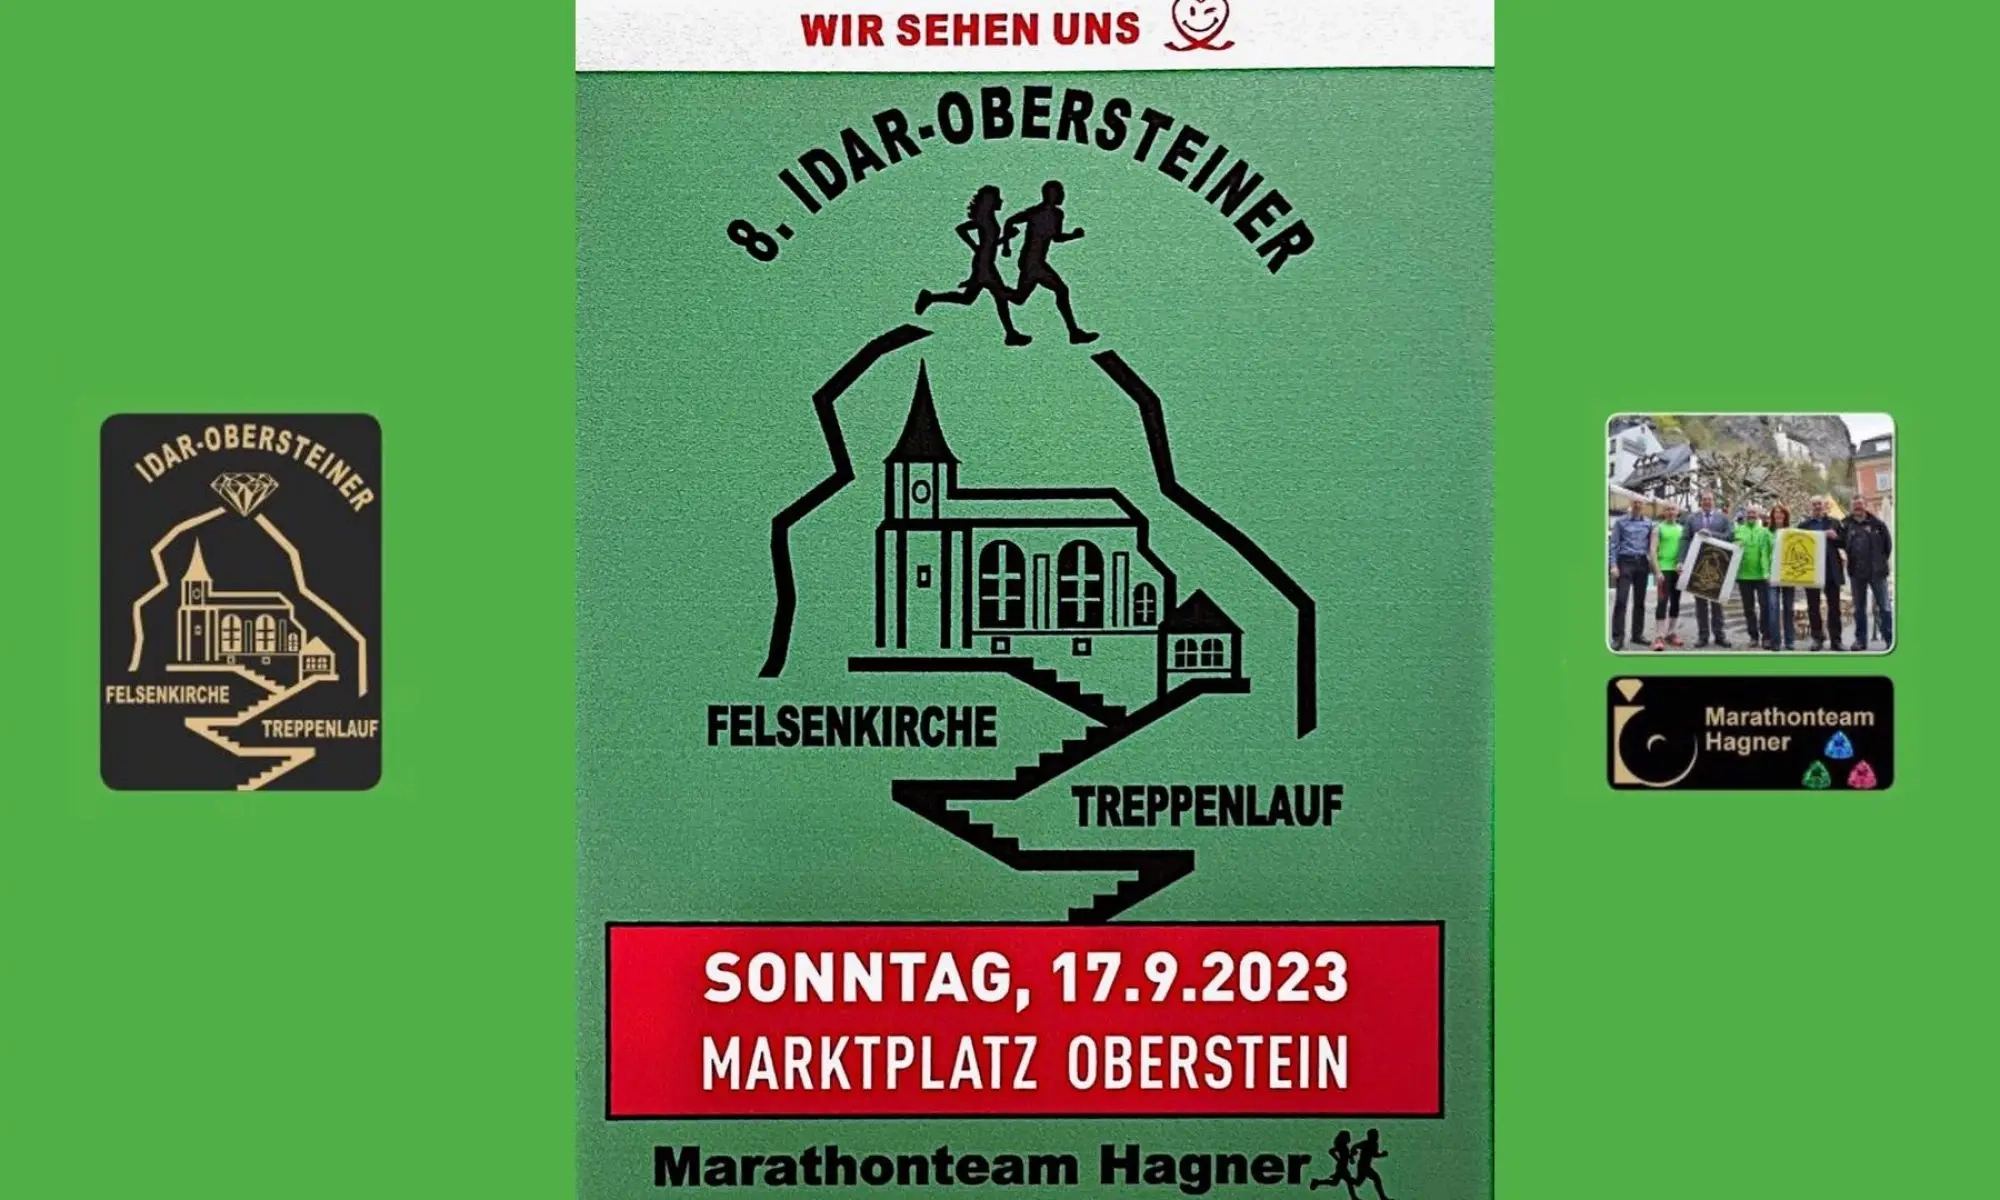 WIR SEHEN UNS
8. IDAR-OBERSTEINER
FELSENKIRCHE
TREPPENLAUF
SONNTAG, 17.9.2023
MARKTPLATZ OBERSTEIN
Marathonteam Hagner
IDAR-OBERSTEINER
FELSENKIRCHE
TREPPENLAUF
Marathonteam
Hagner